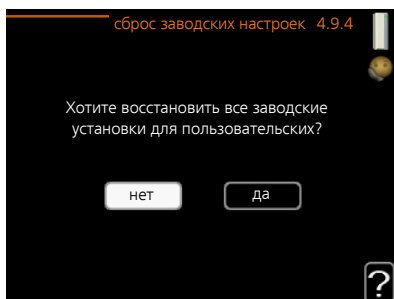 сброс заводских настроек 4.9.4
Хотите восстановить все заводские
установки для пользовательских?
нет да
?